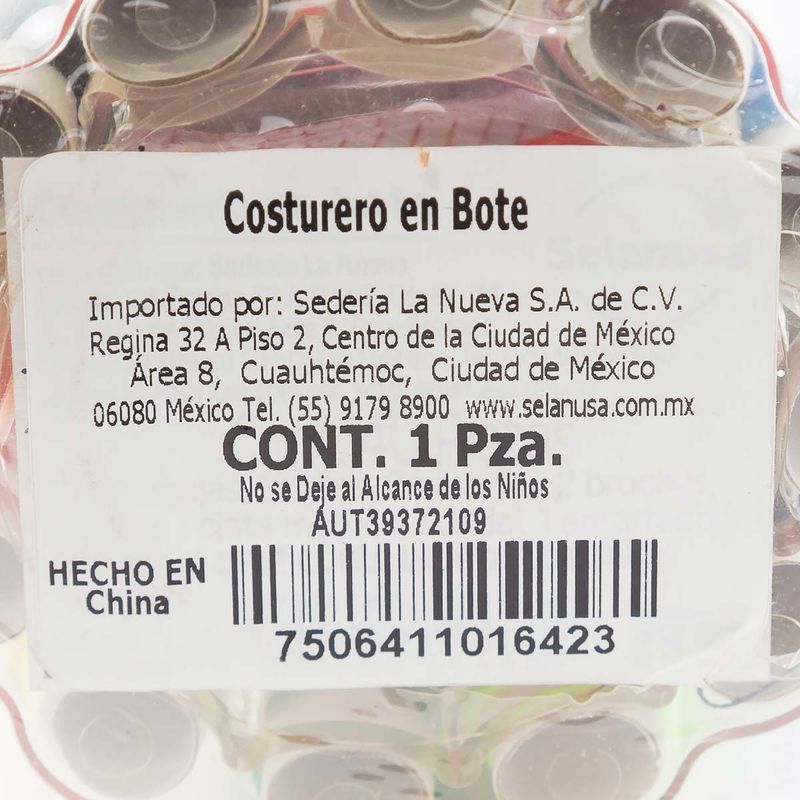 Costurero en Bote
Importado por: Sedería La Nueva S.A. de C.V.
Regina 32 A Piso 2, Centro de la Ciudad de México
Área 8, Cuauhtémoc, Ciudad de México
06080 México Tel. (55) 9179 8900 www.selanusa.com.mx
CONT. 1 Pza.
No se Deje al Alcance de los Niños
AUT39372109
HECHO EN
China
7506411016423